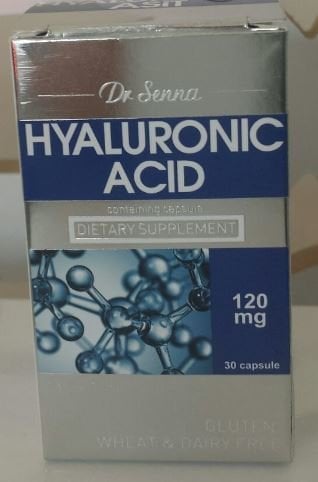 Dr Senna
HYALURONIC
ACID
containing capsule
DIETARY SUPPLEMENT
120
mg
30 capsule
GLUTEN,
WHEAT & DAIRY FREE